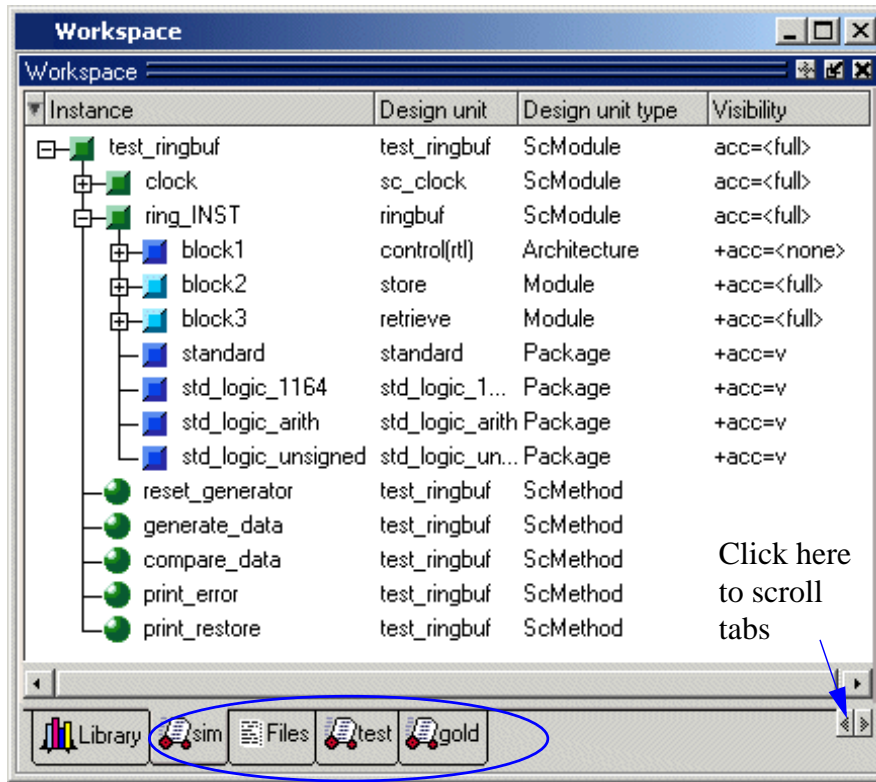 Workspace
Workspace
Instance Design unit Design unit type Visibility
test_ringbuf test_ringbuf ScModule acc=<full>
clock sc_clock ScModule acc=<full>
ring_INST ringbuf ScModule acc=<full>
block1 control(rtl) Architecture +acc=<none>
block2 store Module +acc=<full>
block3 retrieve Module +acc=<full>
standard standard Package +acc=v
std_logic_1164 std_logic_1... Package +acc=v
std_logic_arith std_logic_arith Package +acc=v
std_logic_unsigned std_logic_un... Package +acc=v
reset_generator test_ringbuf ScMethod
generate_data test_ringbuf ScMethod
compare_data test_ringbuf ScMethod
print_error test_ringbuf ScMethod
print_restore test_ringbuf ScMethod
Click here
to scroll
tabs
Library sim Files test gold